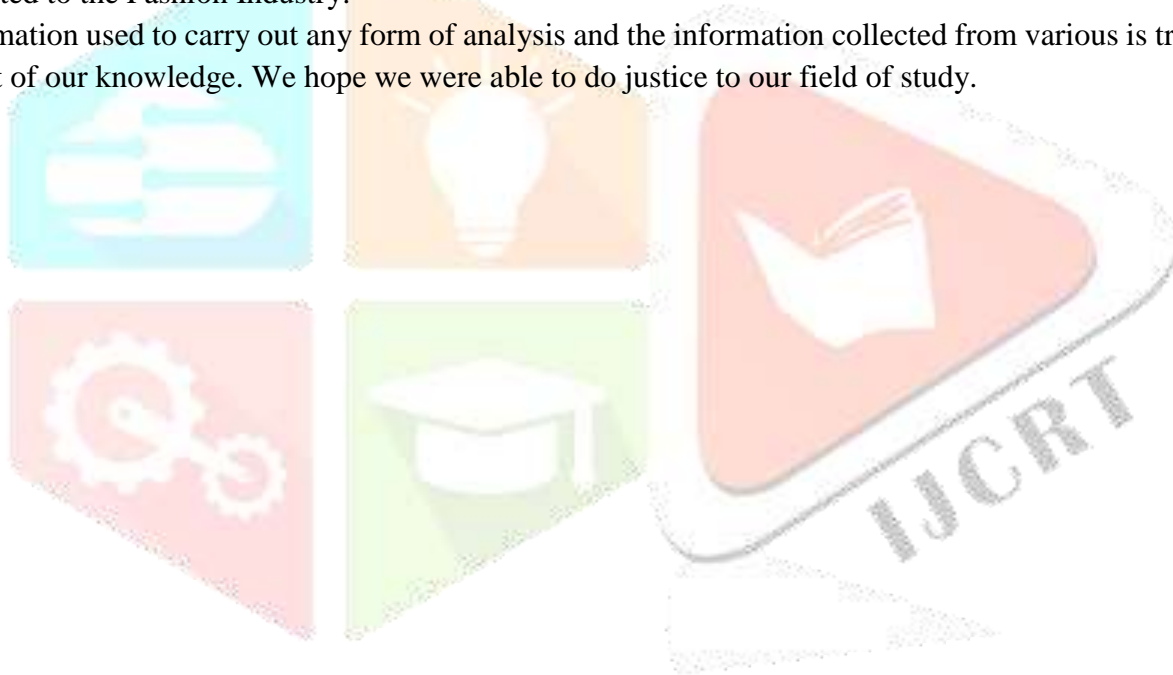 ted to the Fashion Industry.
mation used to carry out any form of analysis and the information collected from various is tr
t of our knowledge. We hope we were able to do justice to our field of study.
IJCRT